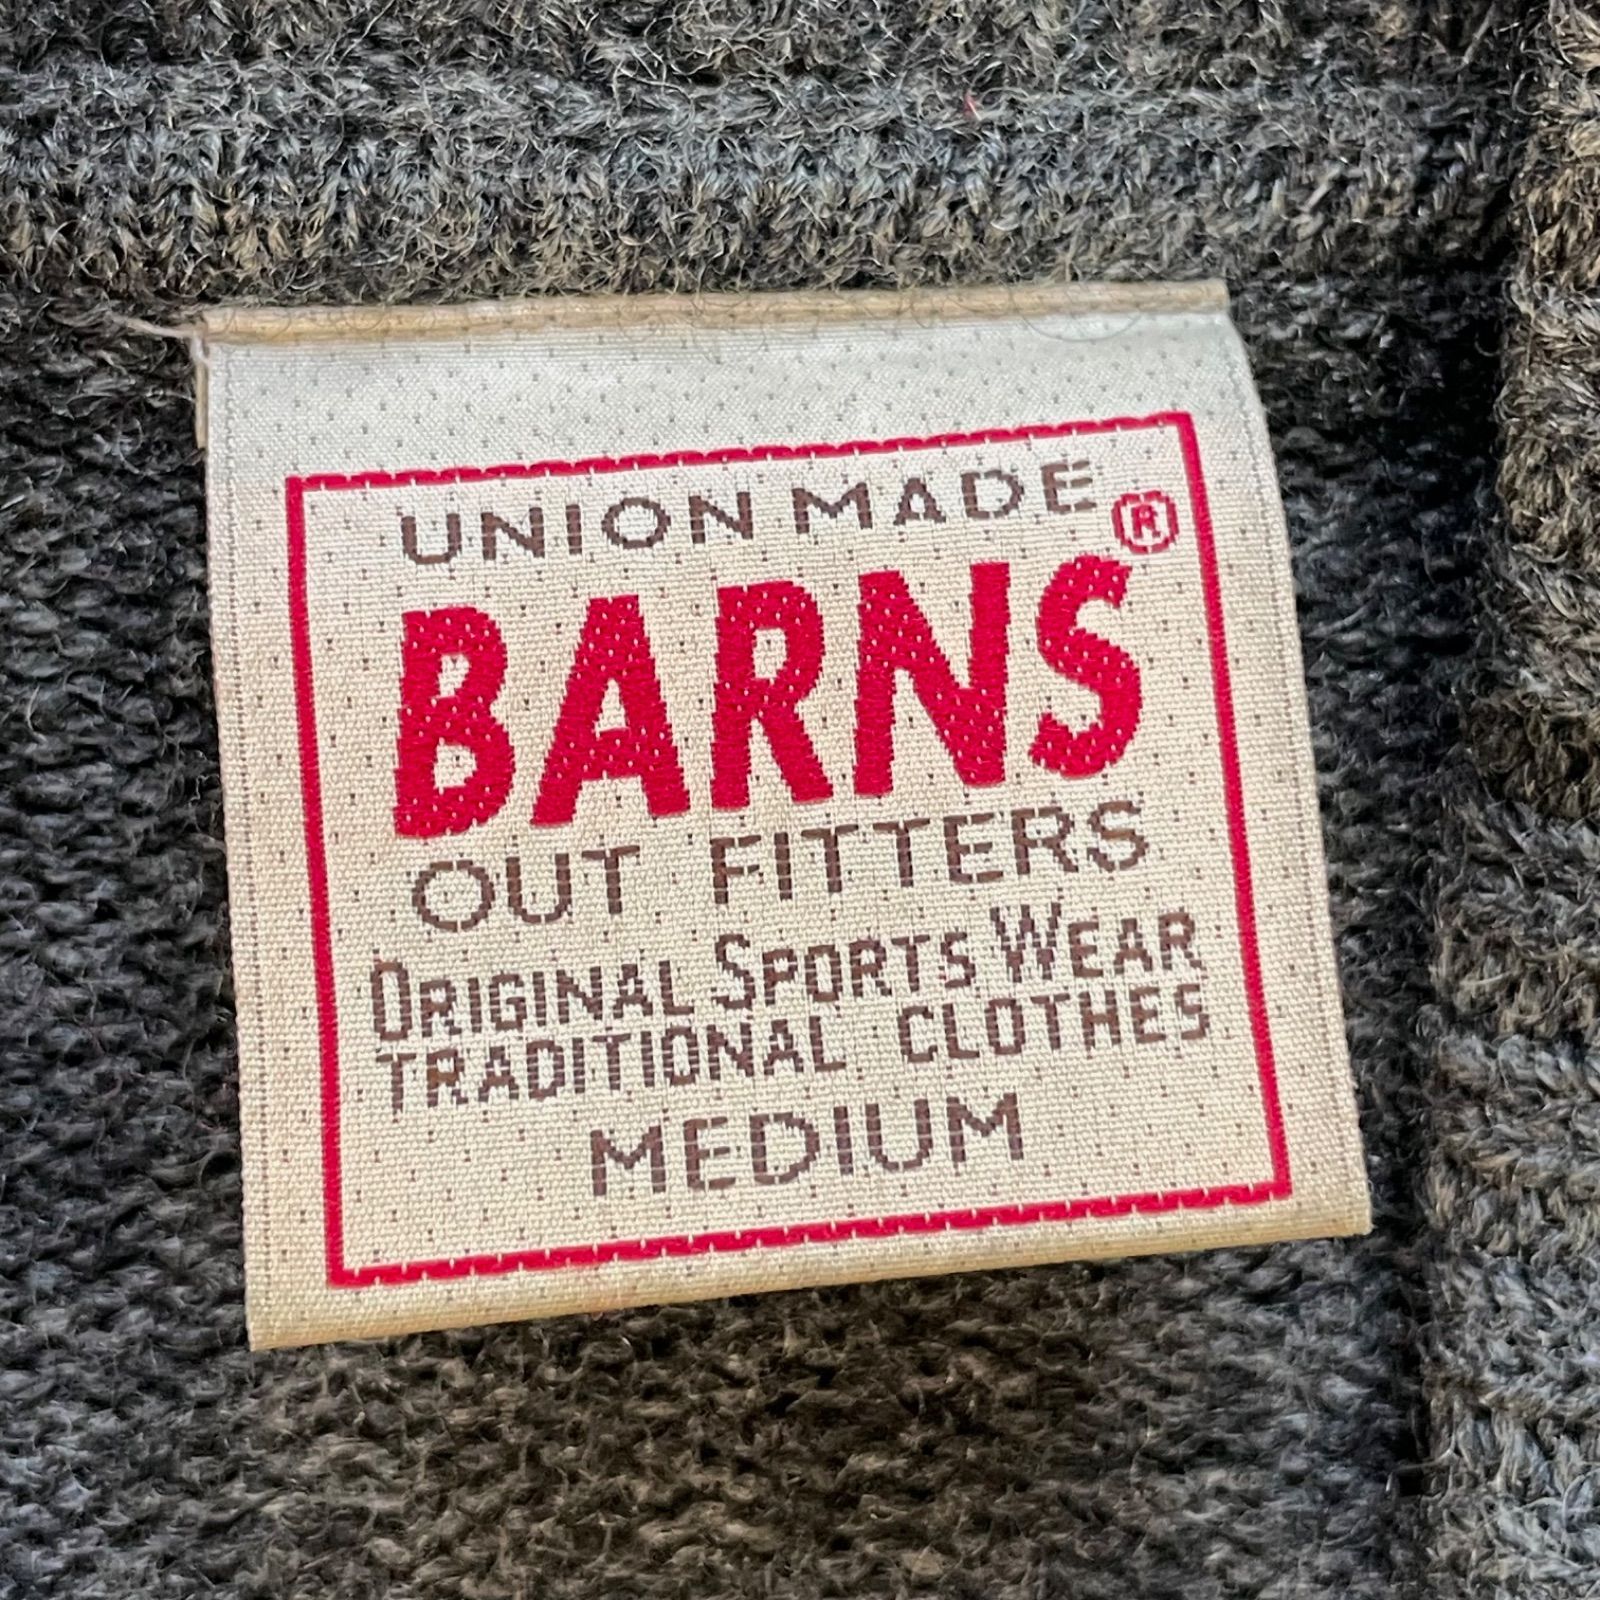 UNION MADE
BARNS®
OUT FITTERS
ORIGINAL SPORTS WEAR
TRADITIONAL CLOTHES
MEDIUM